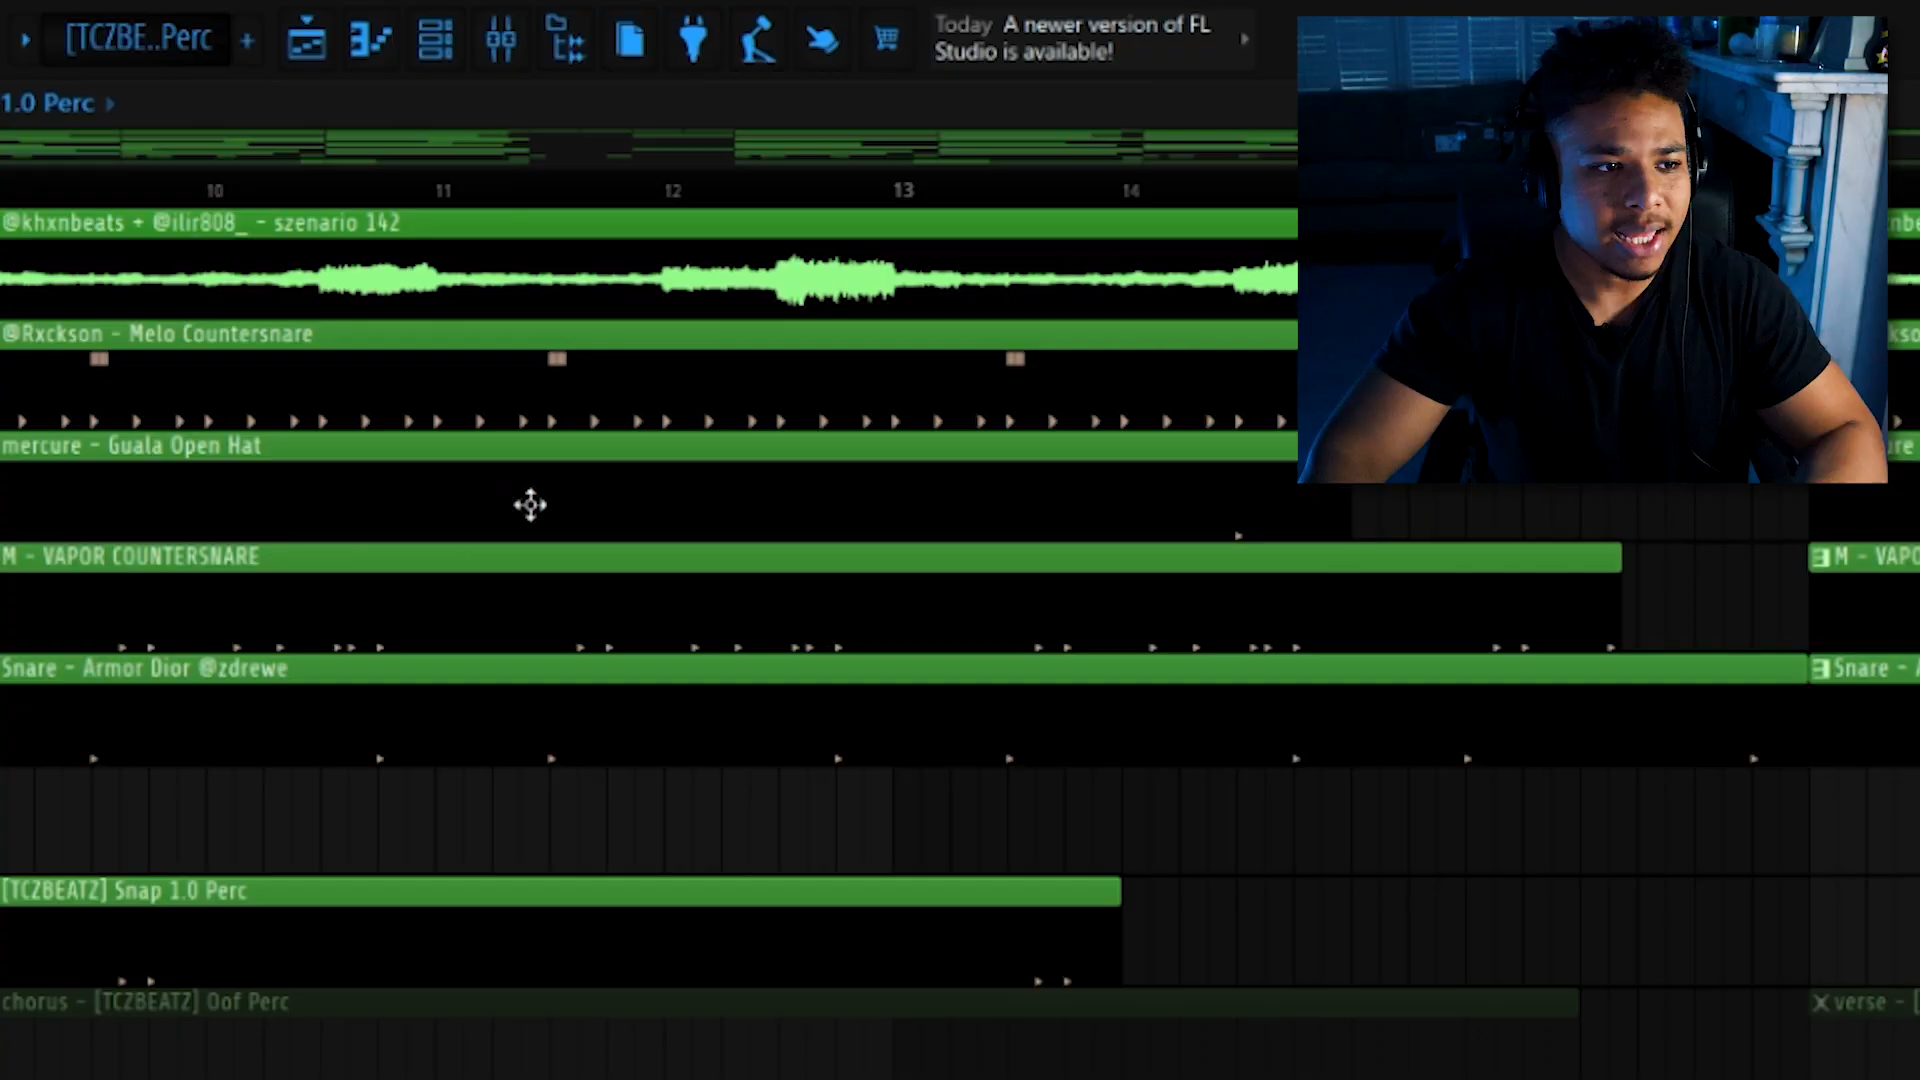 [TCZBE..Perc
Today A newer version of FL
Studio is available!
1.0 Perc
10 11 12 13 14
@khxnbeats + @ilir808_ - szenario 142
@Rxckson - Melo Countersnare
mercure - Guala Open Hat
M - VAPOR COUNTERSNARE
M - VAPO
Snare - Armor Dior @zdrewe
Snare -
[TCZBEATZ] Snap 1.0 Perc
chorus - [TCZBEATZ] Oof Perc
verse - [